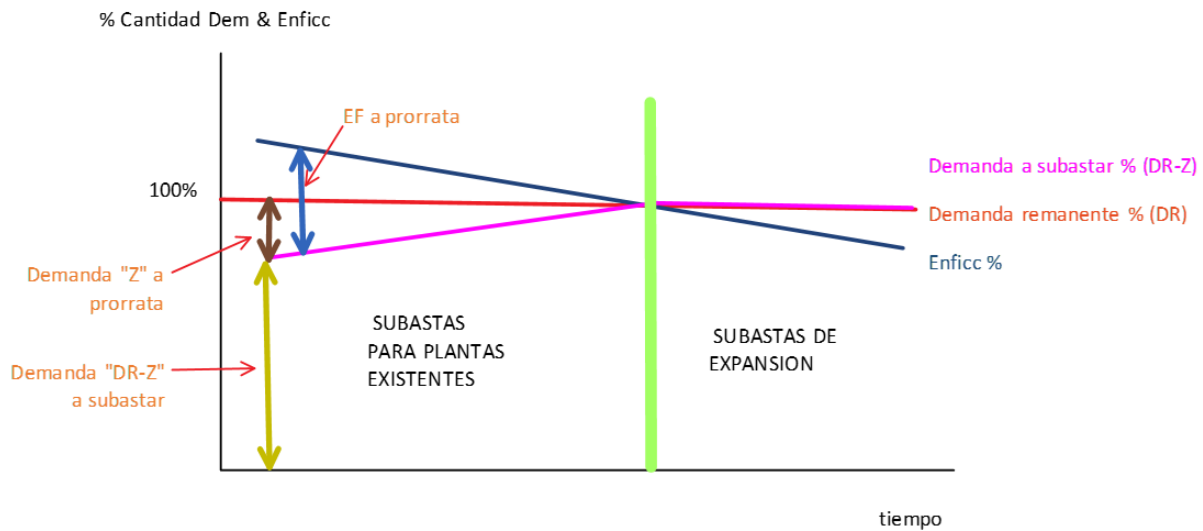 % Cantidad Dem & Enficc
EF a prorrata
100%
Demanda a subastar % (DR-Z)
Demanda remanente % (DR)
Enficc %
Demanda "Z" a
prorrata
Demanda "DR-Z"
a subastar
SUBASTAS
PARA PLANTAS
EXISTENTES
SUBASTAS DE
EXPANSION
tiempo